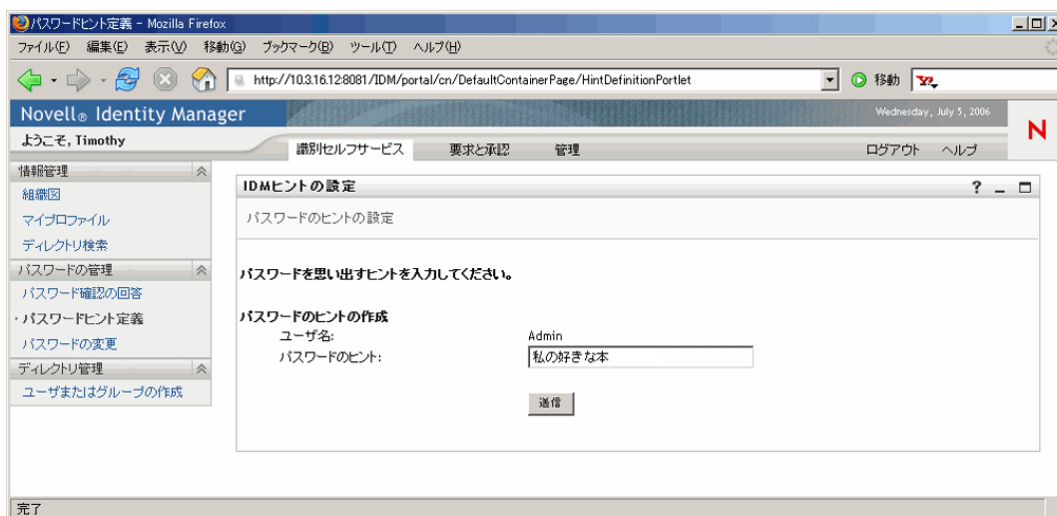 パスワードヒント定義 - Mozilla Firefox
ファイル(F) 編集(E) 表示(V) 移動(G) ブックマーク(B) ツール(T) ヘルプ(H)
http://10.3.16.12:8081/IDM/portal/cn/DefaultContainerPage/HintDefinitionPortlet 移動
Novell® Identity Manager Wednesday, July 5, 2006
N
ようこそ, Timothy
識別セルフサービス 要求と承認 管理 ログアウト ヘルプ
情報管理
組織図
マイプロファイル
ディレクトリ検索
パスワードの管理
パスワード確認の回答
・パスワードヒント定義
パスワードの変更
ディレクトリ管理
ユーザまたはグループの作成
IDMヒントの設定 ?
パスワードのヒントの設定
パスワードを思い出すヒントを入力してください。
パスワードのヒントの作成
ユーザ名: Admin
パスワードのヒント: 私の好きな本
送信
完了